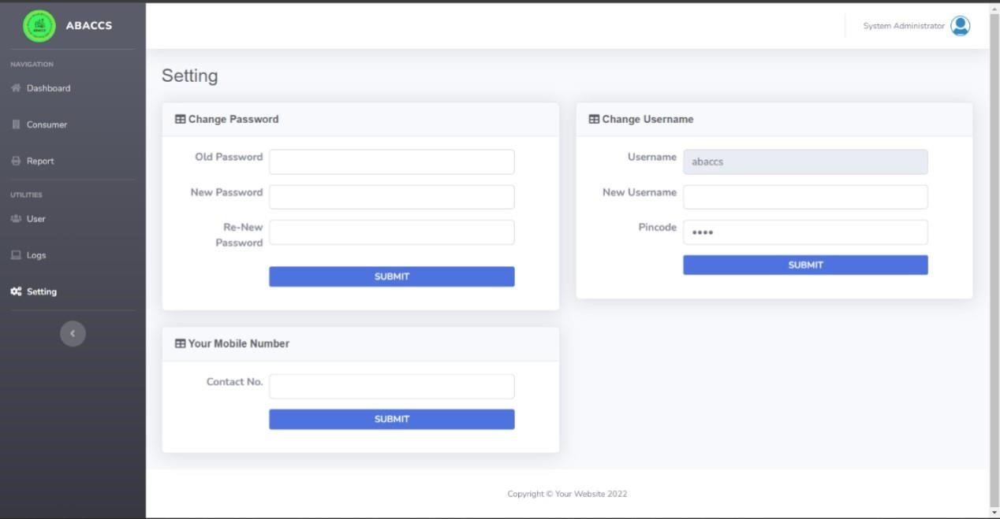 ABACCS
System Administrator
NAVIGATION
Dashboard
Consumer
Report
UTILITIES
User
Logs
Setting
Setting
Change Password
Old Password
New Password
Re-New
Password
SUBMIT
Change Username
Username abaccs
New Username
Pincode ••••
SUBMIT
Your Mobile Number
Contact No.
SUBMIT
Copyright © Your Website 2022